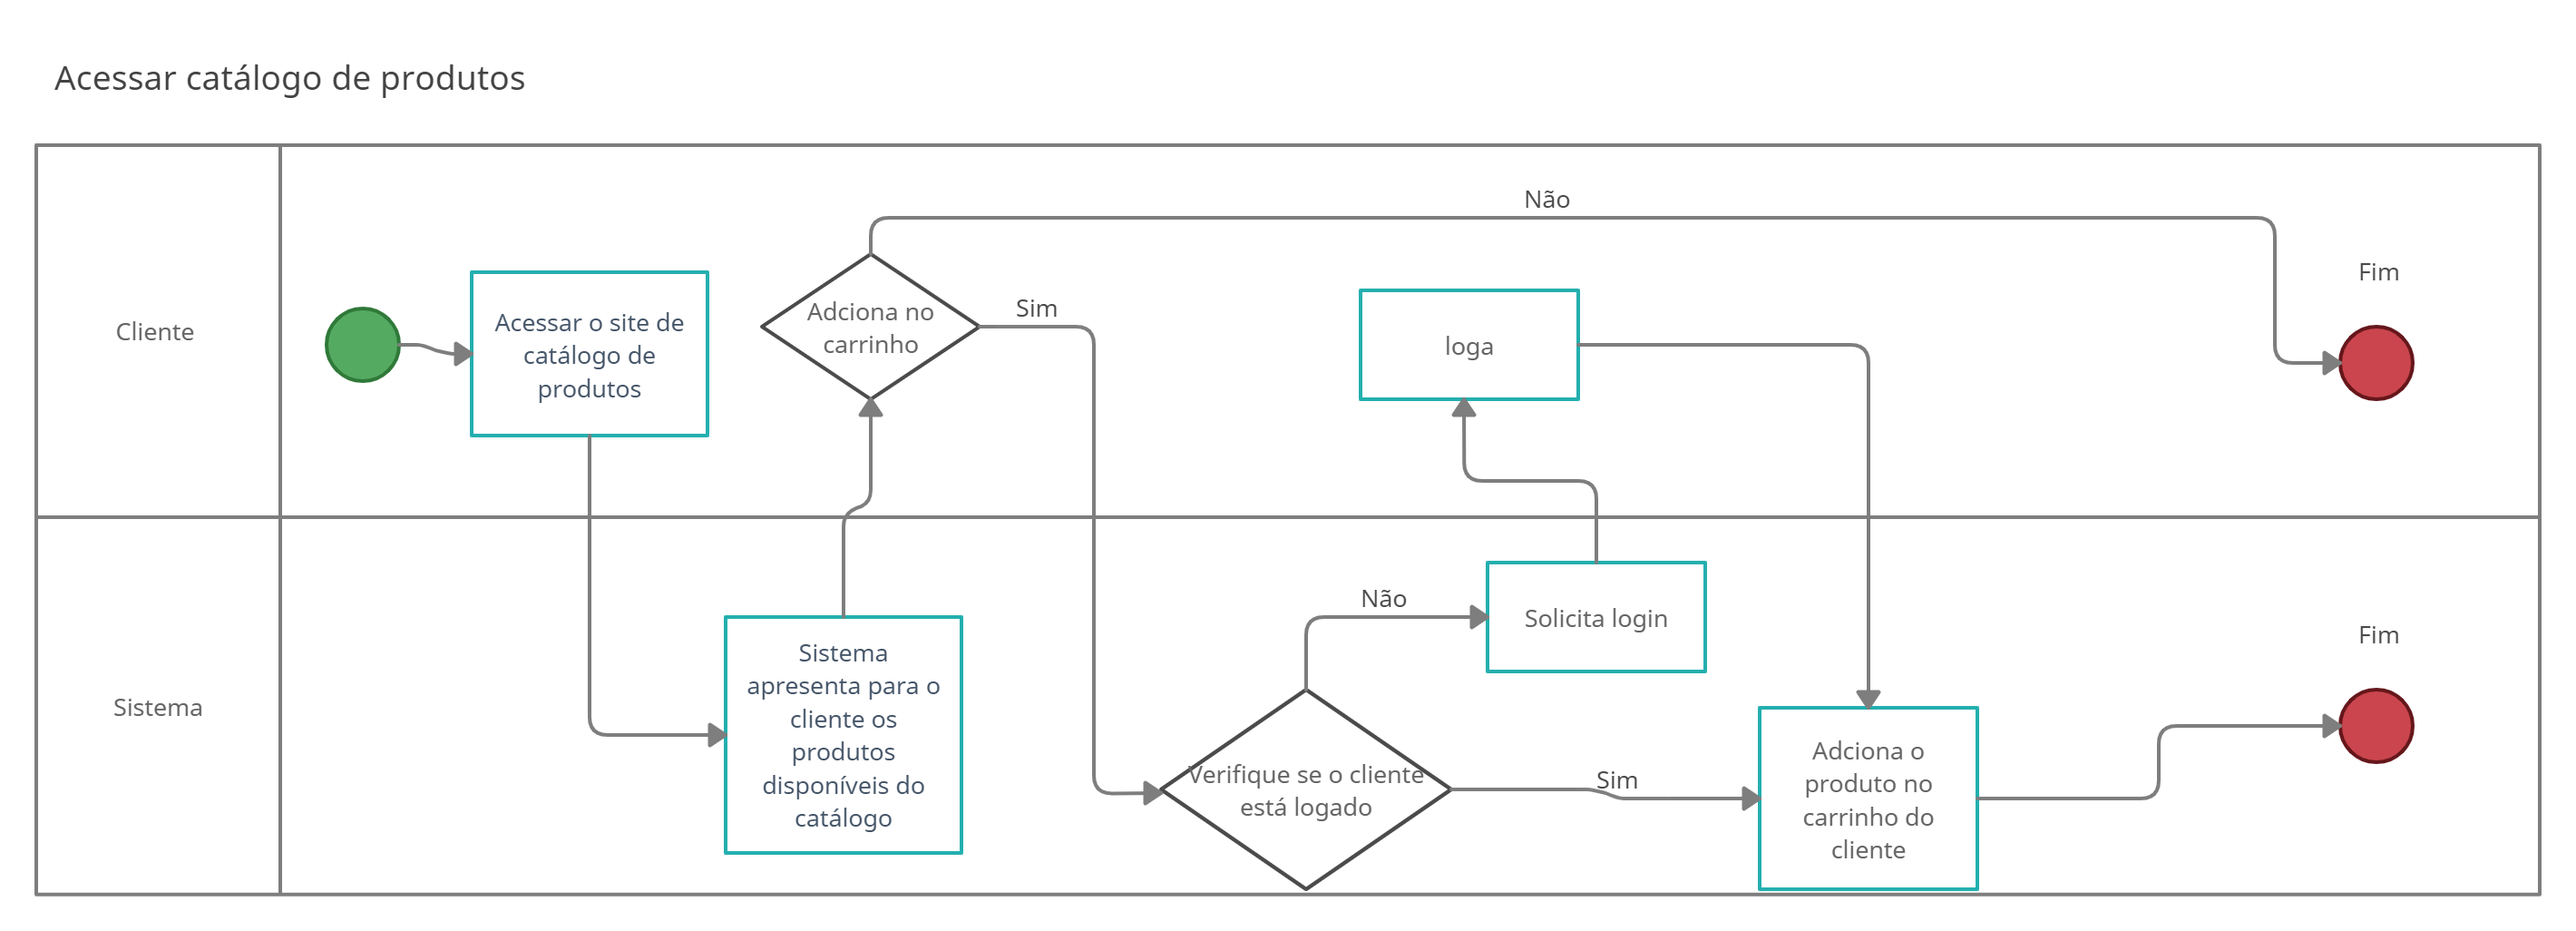 Acessar catálogo de produtos
Cliente
Acessar o site de
catálogo de
produtos
Adciona no
carrinho
Sim
Não
loga
Fim
Sistema
Sistema
apresenta para o
cliente os
produtos
disponíveis do
catálogo
Verifique se o cliente
está logado
Não
Solicita login
Sim
Adciona o
produto no
carrinho do
cliente
Fim